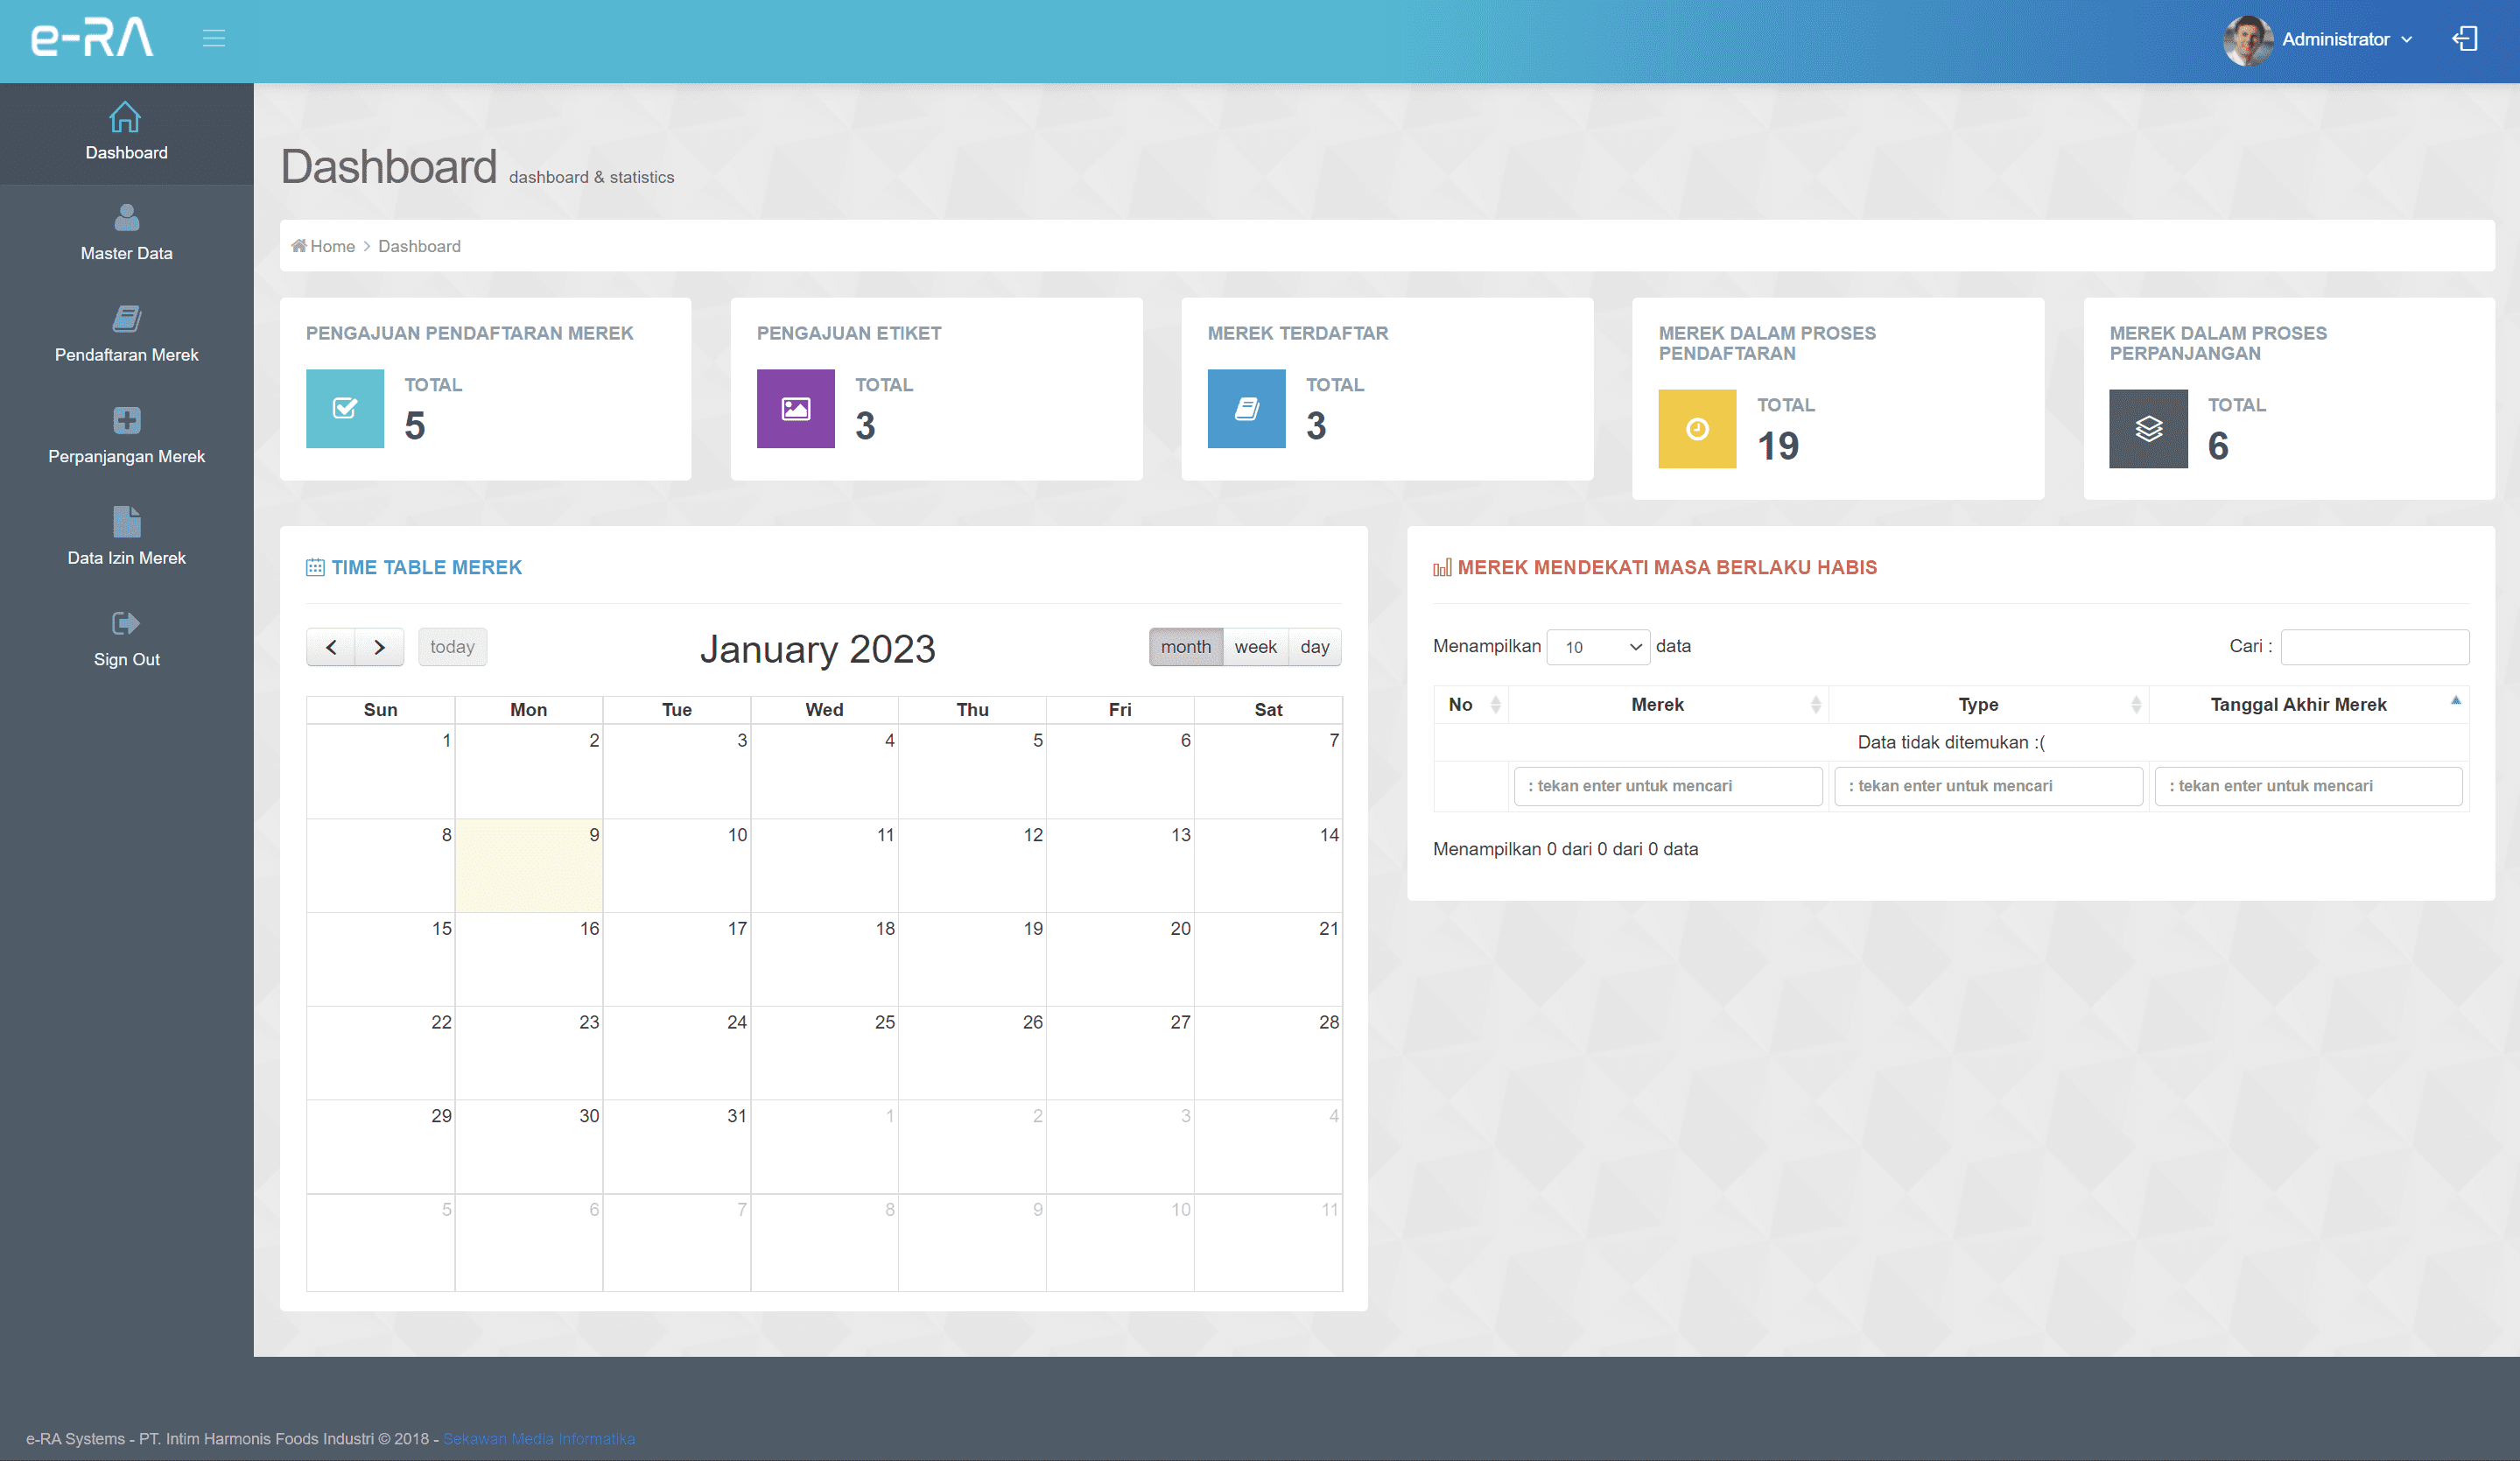 e-RA
Administrator
Dashboard
Master Data
Pendaftaran Merek
Perpanjangan Merek
Data Izin Merek
Sign Out
Dashboard dashboard & statistics
Home > Dashboard
PENGAJUAN PENDAFTARAN MEREK
TOTAL
5
PENGAJUAN ETIKET
TOTAL
3
MEREK TERDAFTAR
TOTAL
3
MEREK DALAM PROSES
PENDAFTARAN
TOTAL
19
MEREK DALAM PROSES
PERPANJANGAN
TOTAL
6
TIME TABLE MEREK
today January 2023 month week day
Sun Mon Tue Wed Thu Fri Sat
1 2 3 4 5 6 7
8 9 10 11 12 13 14
15 16 17 18 19 20 21
22 23 24 25 26 27 28
29 30 31 1 2 3 4
5 6 7 8 9 10 11
MEREK MENDEKATI MASA BERLAKU HABIS
Menampilkan 10 data Cari :
No Merek Type Tanggal Akhir Merek
Data tidak ditemukan :(
: tekan enter untuk mencari : tekan enter untuk mencari : tekan enter untuk mencari
Menampilkan 0 dari 0 dari 0 data
e-RA Systems - PT. Intim Harmonis Foods Industri © 2018 - Sekawan Media Informatika